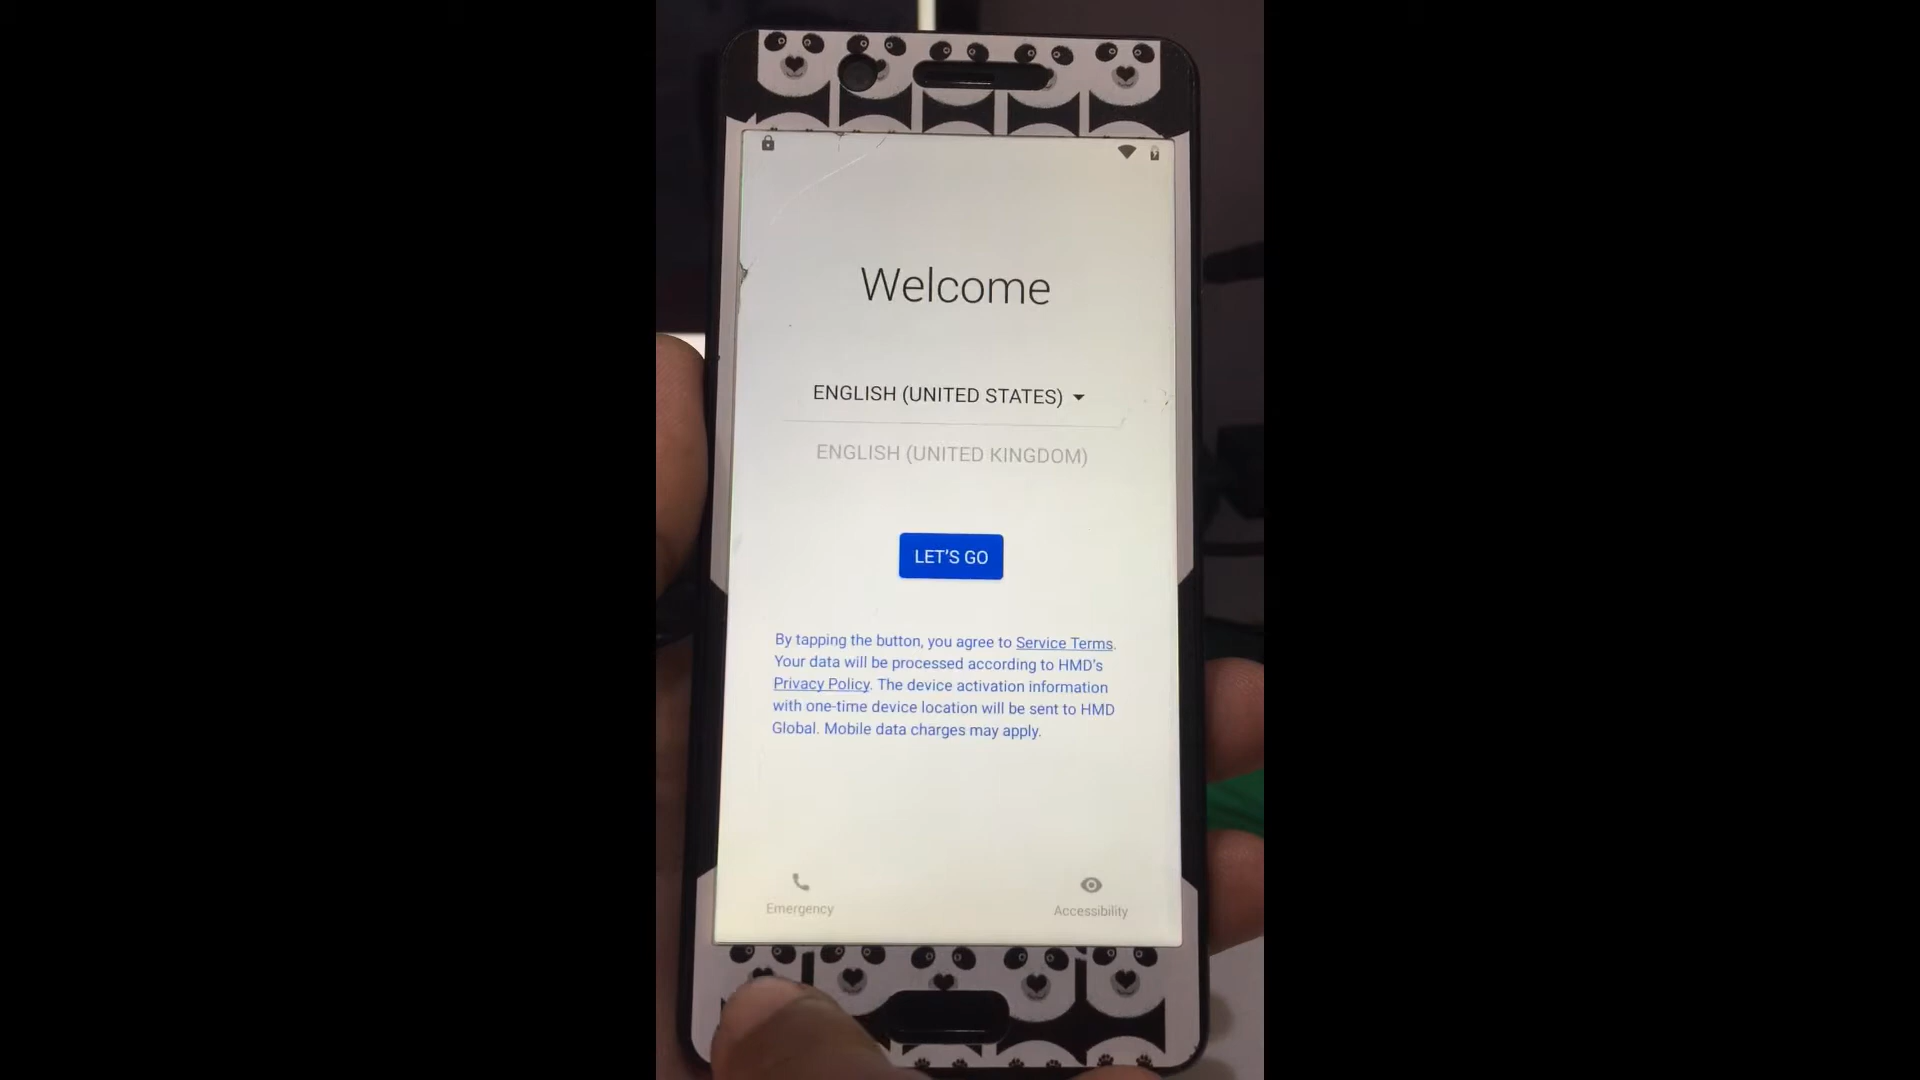 Welcome
ENGLISH (UNITED STATES)
ENGLISH (UNITED KINGDOM)
LET'S GO
By tapping the button, you agree to Service Terms.
Your data will be processed according to HMD's
Privacy Policy. The device activation information
with one-time device location will be sent to HMD
Global. Mobile data charges may apply.
Emergency
Accessibility